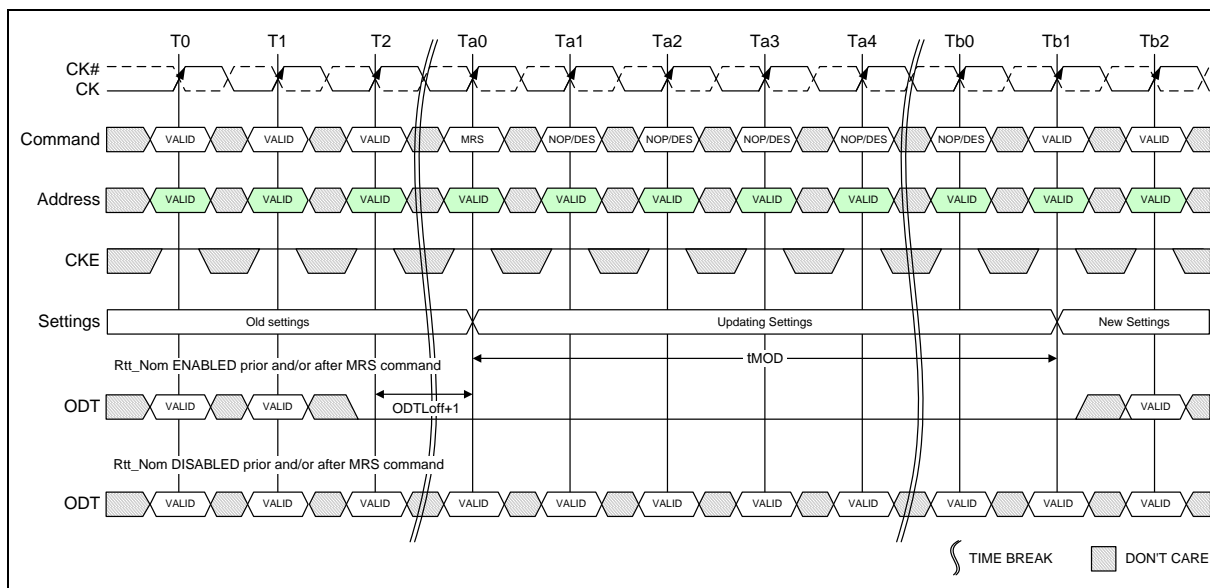 T0 T1 T2 Ta0 Ta1 Ta2 Ta3 Ta4 Tb0 Tb1 Tb2
CK#
CK
Command VALID VALID VALID MRS NOP/DES NOP/DES NOP/DES NOP/DES NOP/DES VALID VALID
Address VALID VALID VALID VALID VALID VALID VALID VALID VALID VALID VALID
CKE
Settings Old settings Updating Settings New Settings
Rtt_Nom ENABLED prior and/or after MRS command
tMOD
ODTLoff+1
ODT VALID VALID VALID
Rtt_Nom DISABLED prior and/or after MRS command
ODT VALID VALID VALID VALID VALID VALID VALID VALID VALID VALID VALID
TIME BREAK DON'T CARE